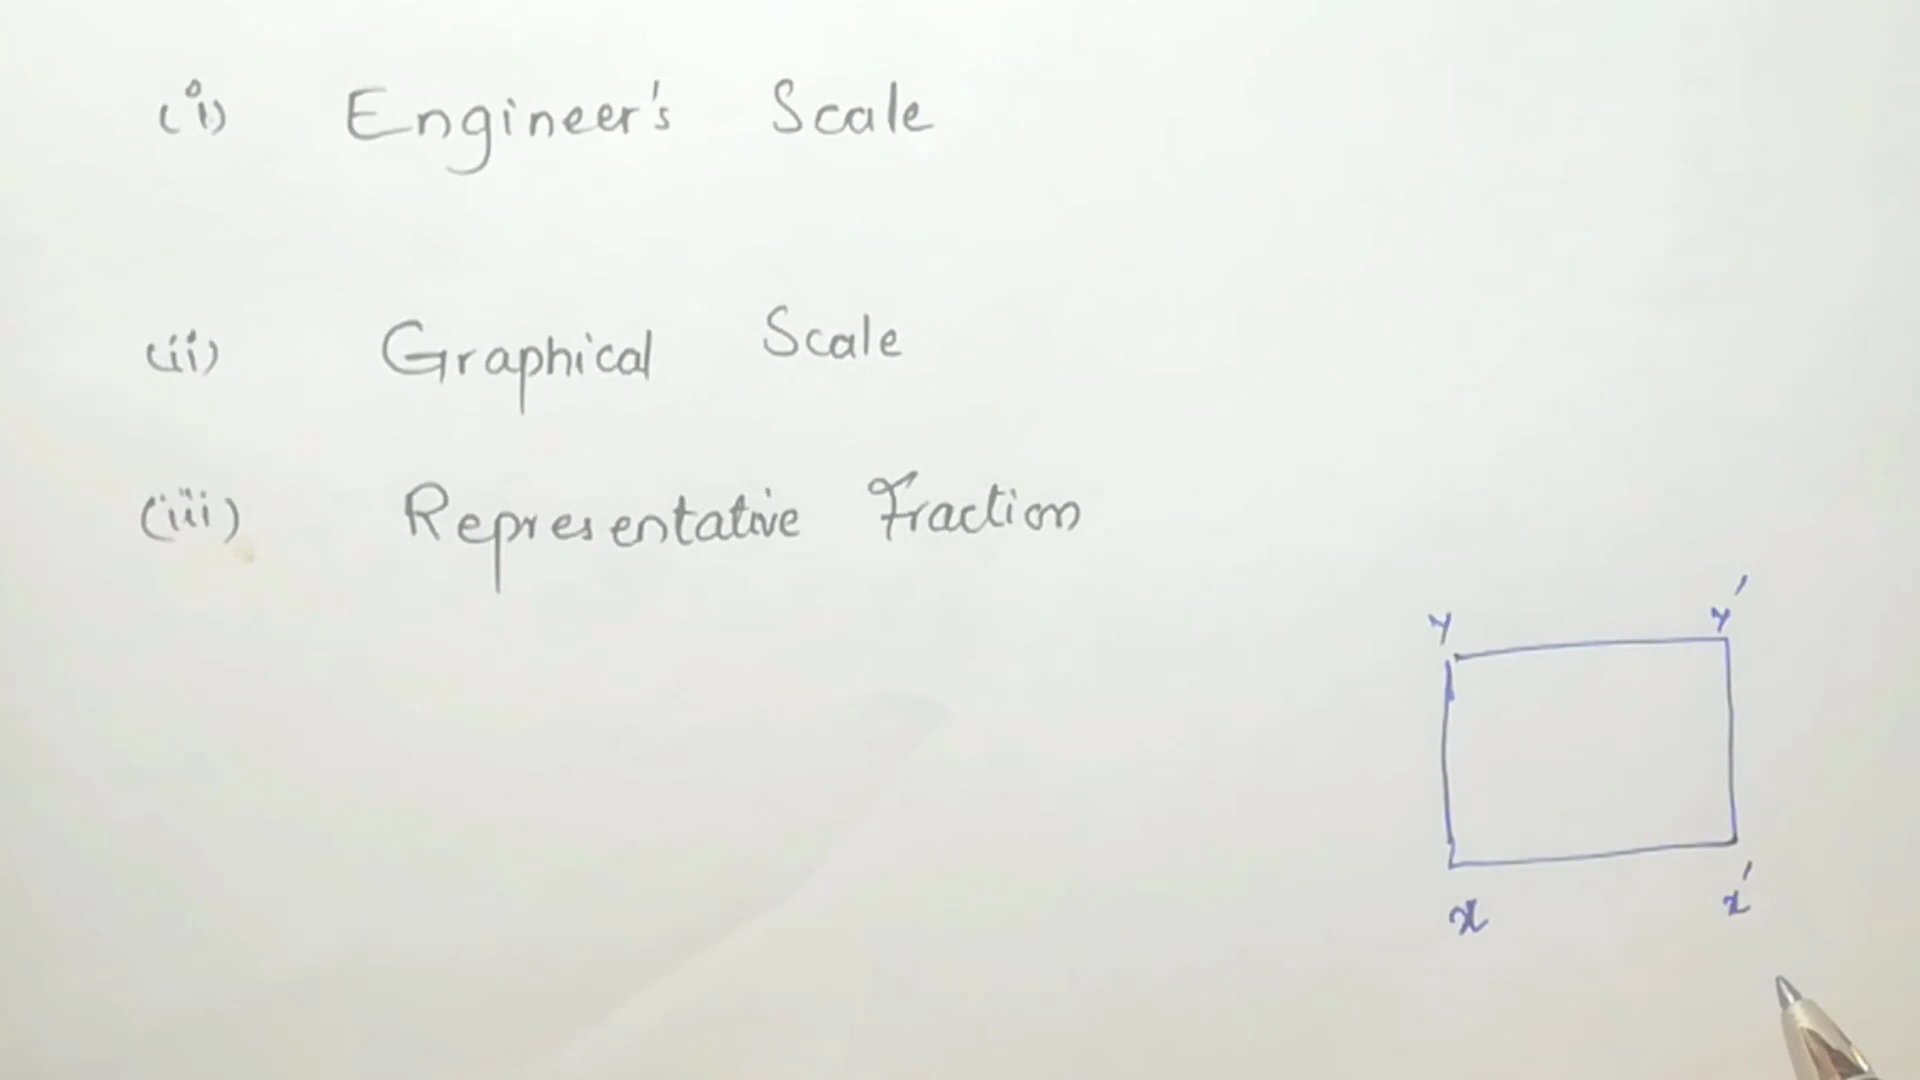 (i) Engineer's Scale
(ii) Graphical Scale
(iii) Representative Fraction
Y Y'
x x'